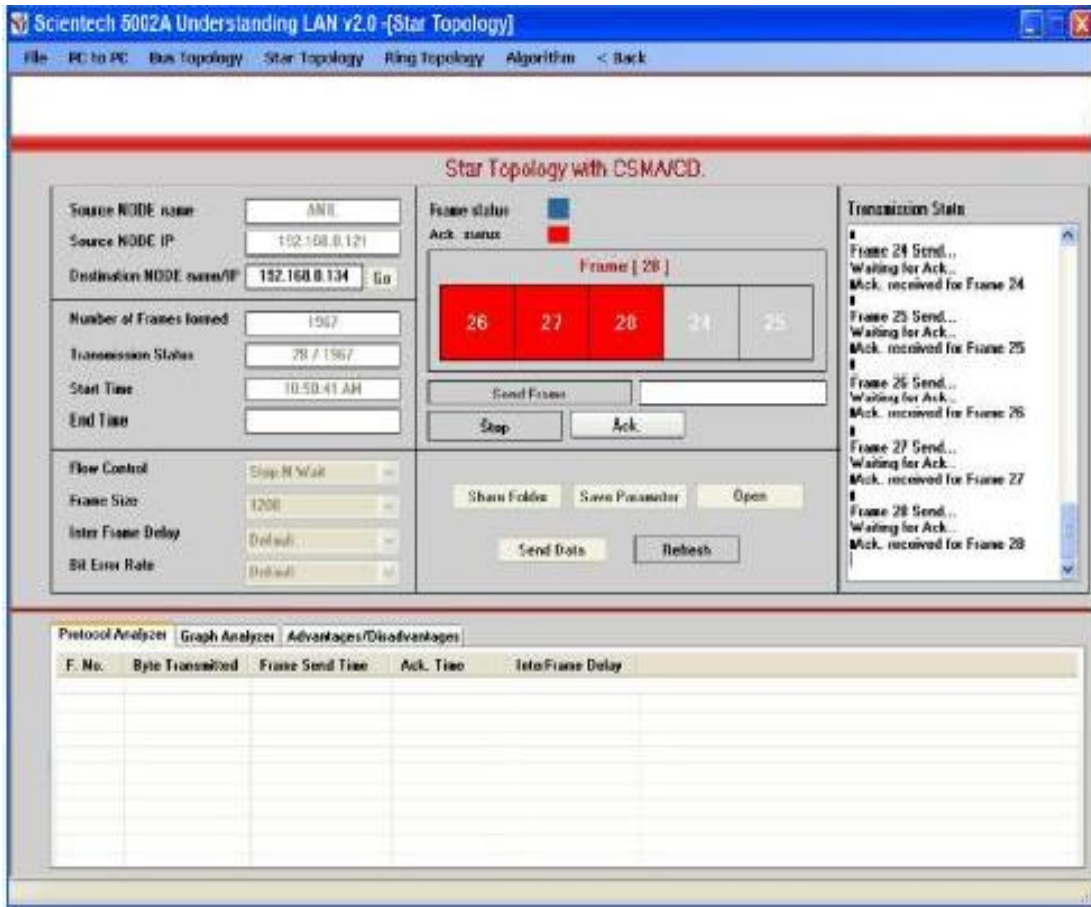 Scientech 5002A Understanding LAN v2.0 -[Star Topology]
File PC to PC Bus Topology Star Topology Ring Topology Algorithm < Back
Star Topology with CSMA/CD.
Source NODE name ANIL
Source NODE IP 192.168.0.121
Destination NODE name/IP 192.168.0.134 Go
Number of Frames formed 1967
Transmission Status 28 / 1967
Start Time 10:50:41 AM
End Time
Flow Control Stop N Wait
Frame Size 1200
Inter Frame Delay Default
Bit Error Rate Default
Frame status
Ack. status
Frame [ 28 ]
26 27 28 24 25
Send Frame
Stop Ack.
Share Folder Save Parameter Open
Send Data Refresh
Transmission State
Frame 24 Send...
Waiting for Ack..
Ack. received for Frame 24
Frame 25 Send...
Waiting for Ack..
Ack. received for Frame 25
Frame 26 Send...
Waiting for Ack..
Ack. received for Frame 26
Frame 27 Send...
Waiting for Ack..
Ack. received for Frame 27
Frame 28 Send...
Waiting for Ack..
Ack. received for Frame 28
Protocol Analyzer Graph Analyzer Advantages/Disadvantages
F. No. Byte Transmitted Frame Send Time Ack. Time InterFrame Delay